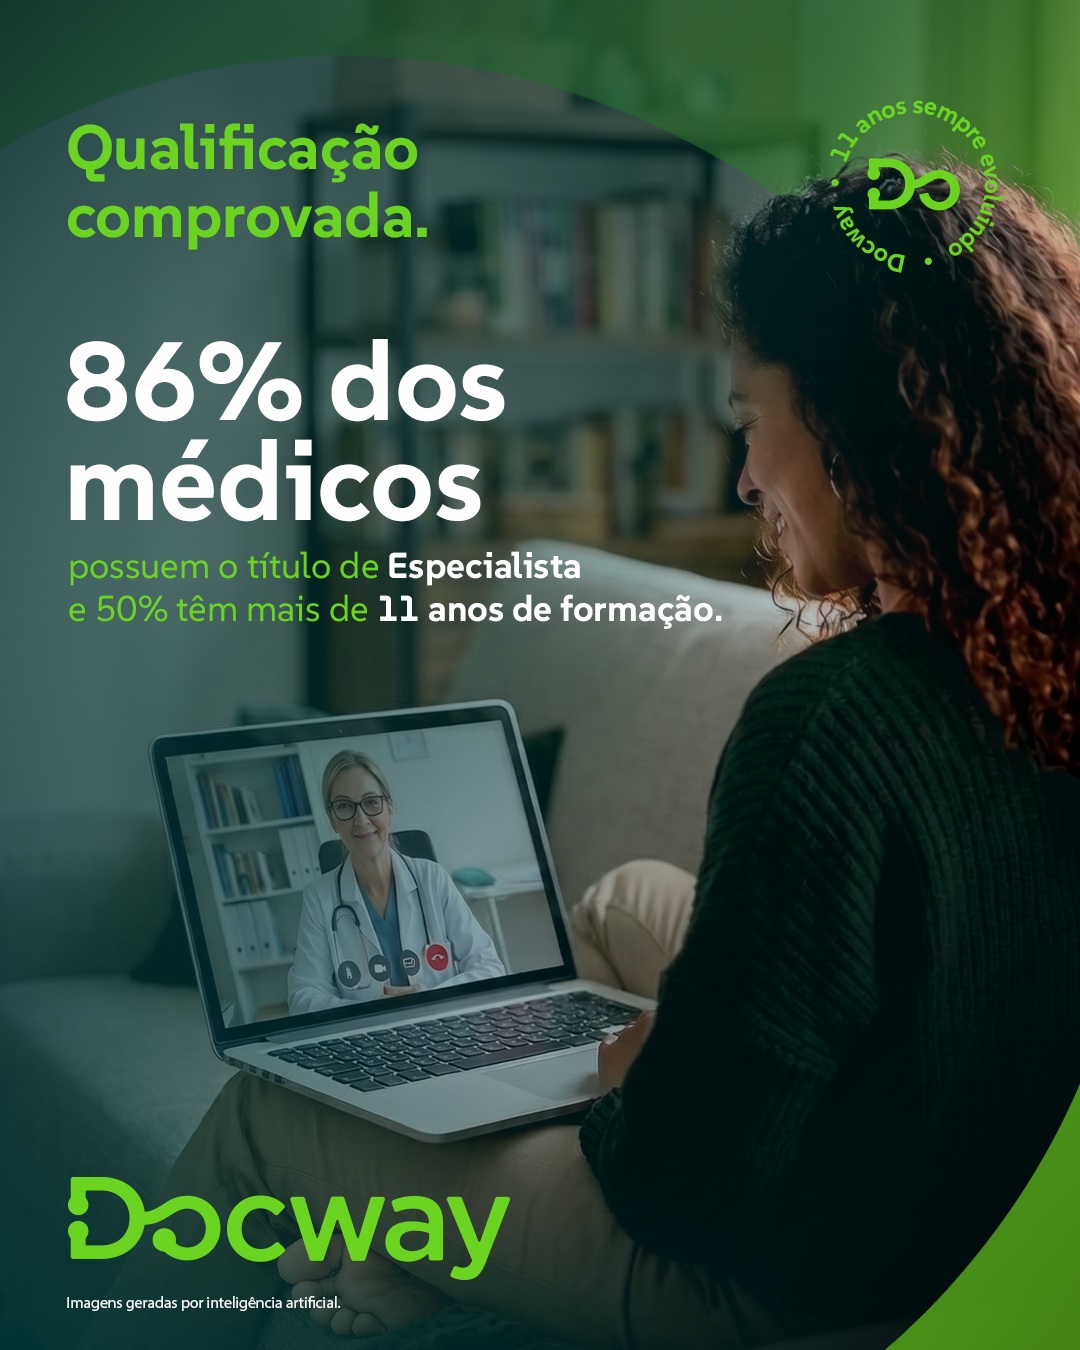 Qualificação
comprovada.
11 anos sempre evoluindo • Docway •
Do
86% dos
médicos
possuem o título de Especialista
e 50% têm mais de 11 anos de formação.
Docway
Imagens geradas por inteligência artificial.